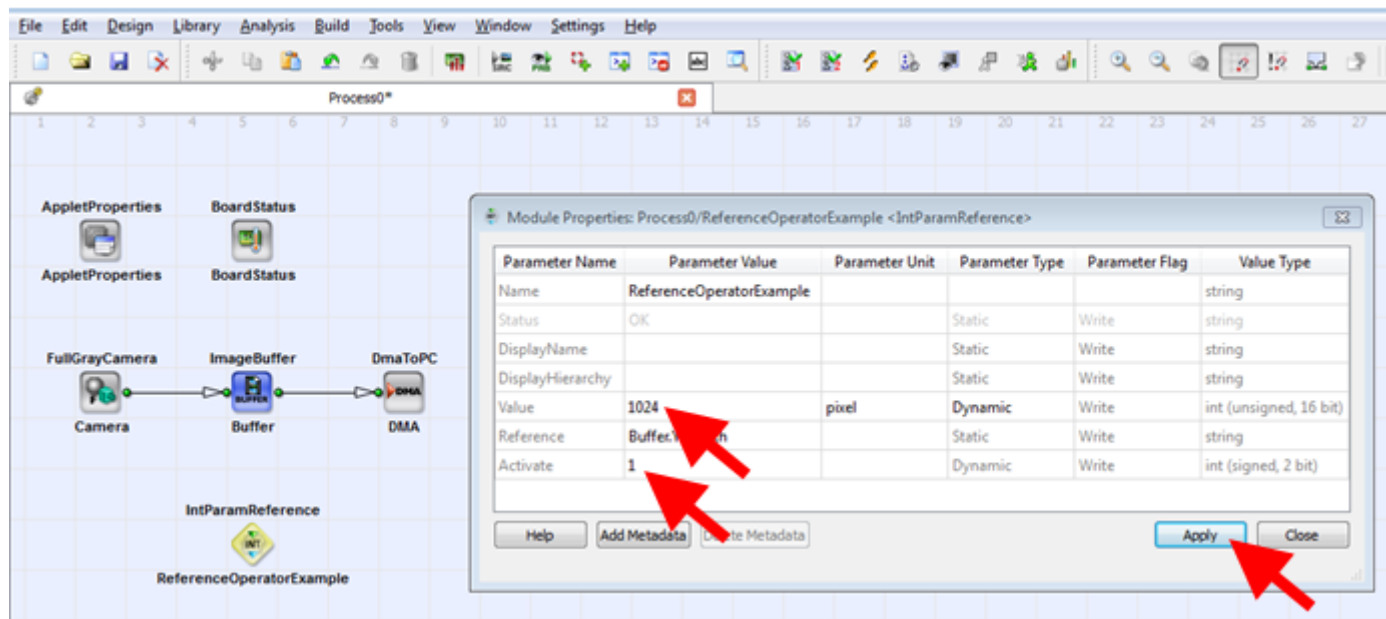 File Edit Design Library Analysis Build Tools View Window Settings Help
Process0*
1 2 3 4 5 6 7 8 9 10 11 12 13 14 15 16 17 18 19 20 21 22 23 24 25 26 27
AppletProperties BoardStatus
AppletProperties BoardStatus
FullGrayCamera ImageBuffer DmaToPC
BUFFER DMA
Camera Buffer DMA
IntParamReference
INT
ReferenceOperatorExample
Module Properties: Process0/ReferenceOperatorExample <IntParamReference>
Parameter Name Parameter Value Parameter Unit Parameter Type Parameter Flag Value Type
Name ReferenceOperatorExample string
Status OK Static Write string
DisplayName Static Write string
DisplayHierarchy Static Write string
Value 1024 pixel Dynamic Write int (unsigned, 16 bit)
Reference Static Write string
Activate 1 Dynamic Write int (signed, 2 bit)
Help Add Metadata Metadata Apply Close